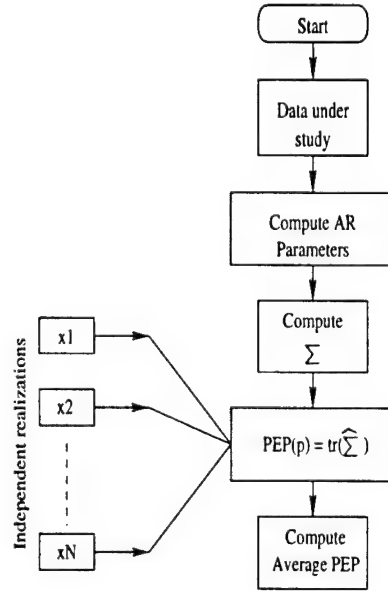 Start
Data under
study
Compute AR
Parameters
Compute
Σ
Independent realizations
x1
x2
xN
PEP(p) = tr(Σ̂)
Compute
Average PEP